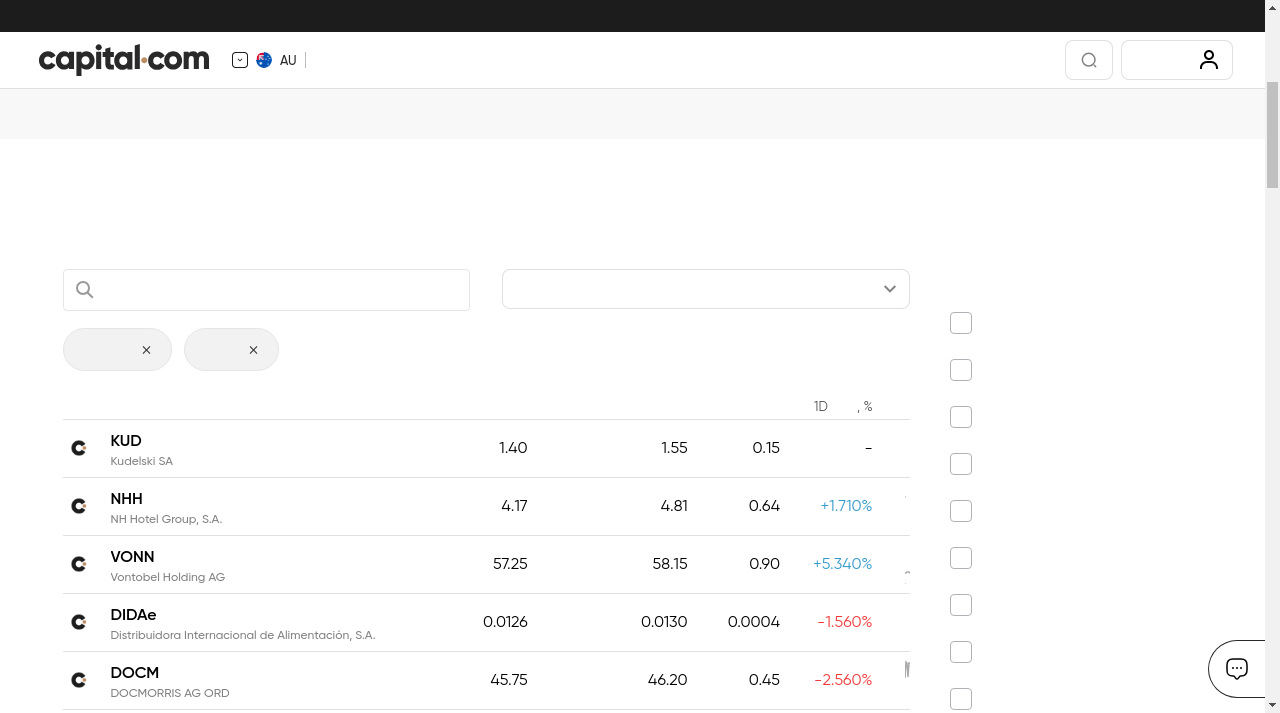 capital.com
AU
1D , %
KUD 1.40 1.55 0.15 -
Kudelski SA
NHH 4.17 4.81 0.64 +1.710%
NH Hotel Group, S.A.
VONN 57.25 58.15 0.90 +5.340%
Vontobel Holding AG
DIDAe 0.0126 0.0130 0.0004 -1.560%
Distribuidora Internacional de Alimentación, S.A.
DOCM 45.75 46.20 0.45 -2.560%
DOCMORRIS AG ORD